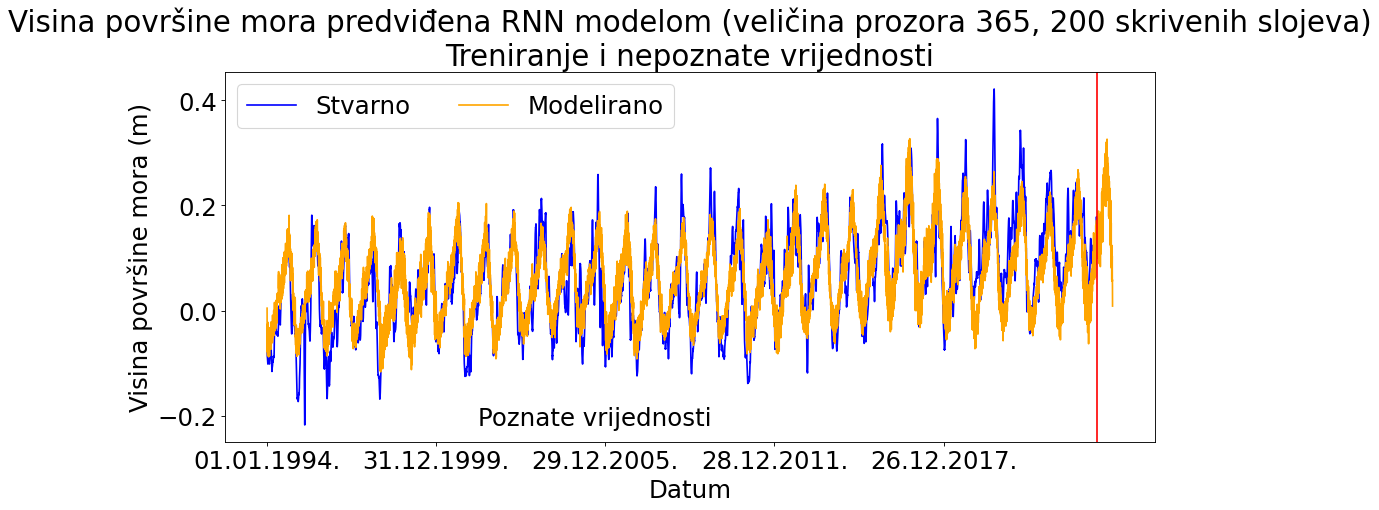 Visina površine mora predviđena RNN modelom (veličina prozora 365, 200 skrivenih slojeva)
Treniranje i nepoznate vrijednosti
Stvarno
Modelirano
Visina površine mora (m)
0.4
0.2
0.0
−0.2
Poznate vrijednosti
01.01.1994.
31.12.1999.
29.12.2005.
28.12.2011.
26.12.2017.
Datum